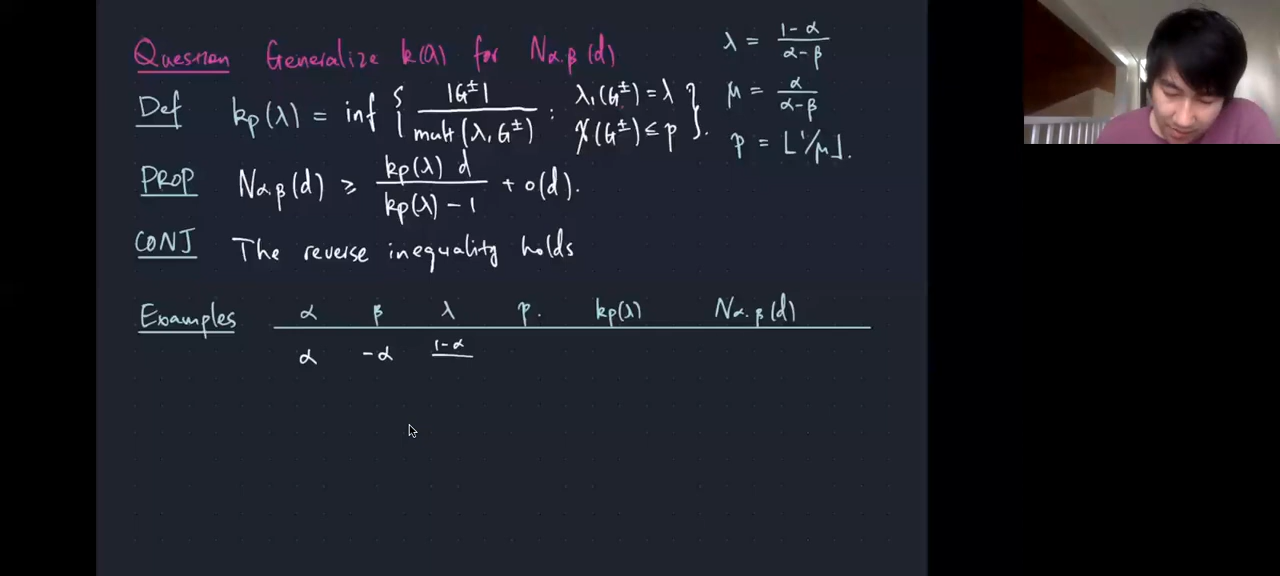 Question Generalize k(λ) for Nα,β(d)
λ = 1-α / α-β
μ = α / α-β
p = ⌊1/μ⌋.
Def kp(λ) = inf { |G±| / mult(λ, G±) : λ₁(G±) = λ χ(G±) ≤ p }.
PROP Nα,β(d) ≥ kp(λ) d / kp(λ) - 1 + o(d).
CONJ The reverse inequality holds
Examples α β λ p. kp(λ) Nα,β(d)
α -α 1-α